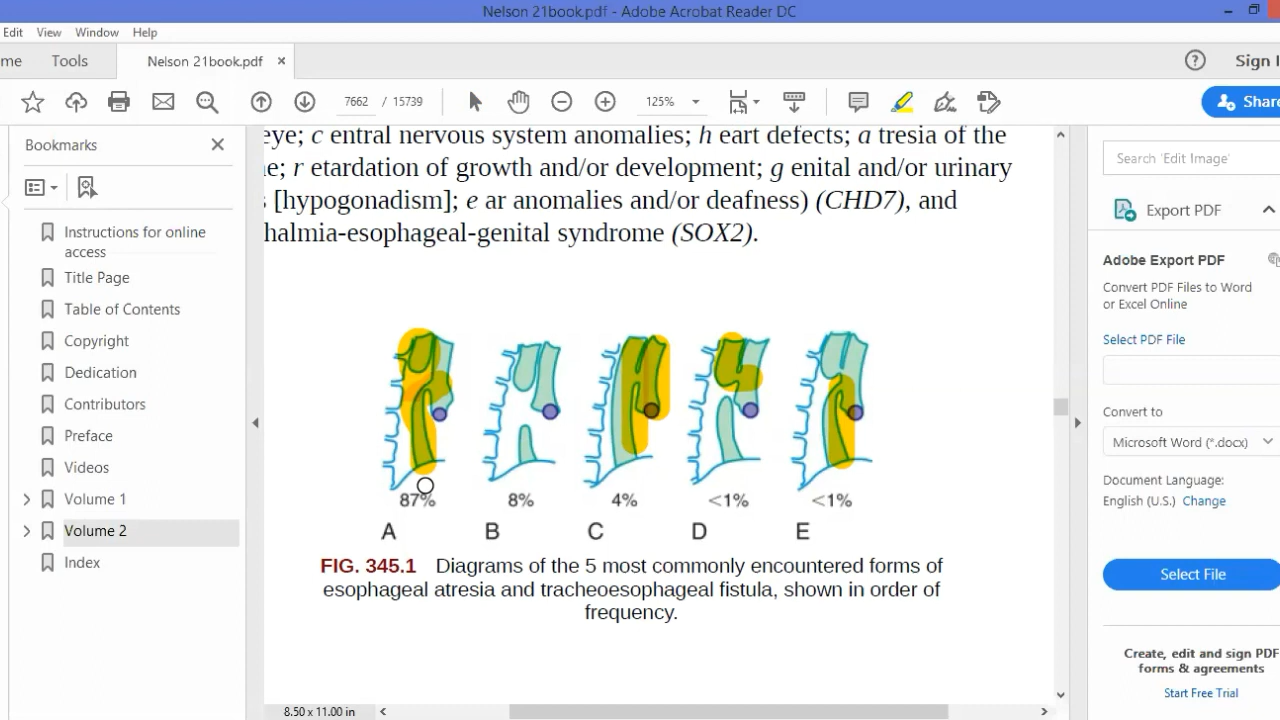 Nelson 21book.pdf - Adobe Acrobat Reader DC
Edit View Window Help
me Tools Nelson 21book.pdf × Sign I
7662 / 15739 125% Share
Bookmarks
Instructions for online
access
Title Page
Table of Contents
Copyright
Dedication
Contributors
Preface
Videos
Volume 1
Volume 2
Index
eye; c entral nervous system anomalies; h eart defects; a tresia of the
e; r etardation of growth and/or development; g enital and/or urinary
[hypogonadism]; e ar anomalies and/or deafness) (CHD7), and
halmia-esophageal-genital syndrome (SOX2).
87% 8% 4% <1% <1%
A B C D E
FIG. 345.1 Diagrams of the 5 most commonly encountered forms of
esophageal atresia and tracheoesophageal fistula, shown in order of
frequency.
8.50 x 11.00 in
Search 'Edit Image'
Export PDF
Adobe Export PDF
Convert PDF Files to Word
or Excel Online
Select PDF File
Convert to
Microsoft Word (*.docx)
Document Language:
English (U.S.) Change
Select File
Create, edit and sign PDF
forms & agreements
Start Free Trial